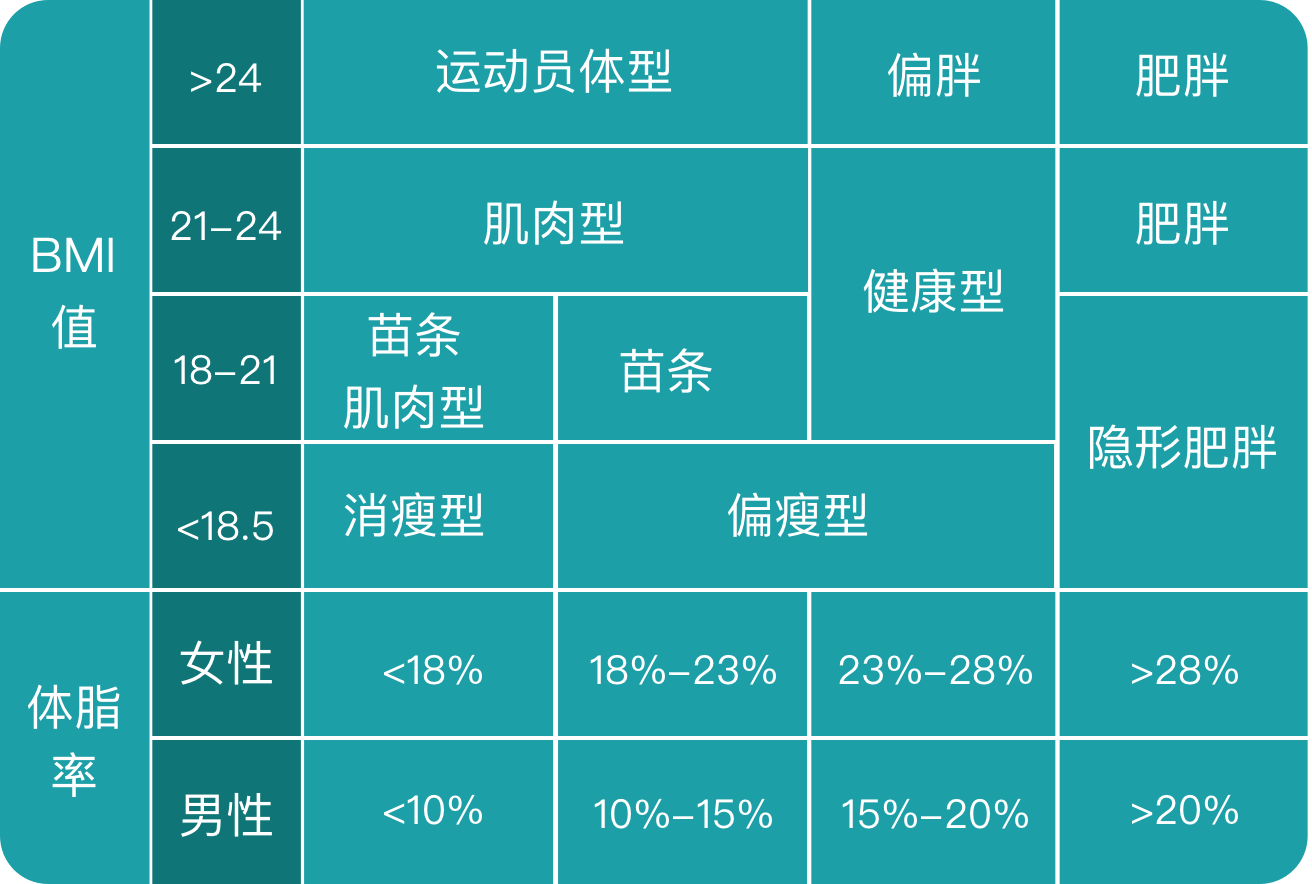 >24
运动员体型
偏胖
肥胖
BMI
值
21–24
肌肉型
健康型
肥胖
18–21
苗条
肌肉型
苗条
隐形肥胖
<18.5
消瘦型
偏瘦型
体脂
率
女性
<18%
18%–23%
23%–28%
>28%
男性
<10%
10%–15%
15%–20%
>20%